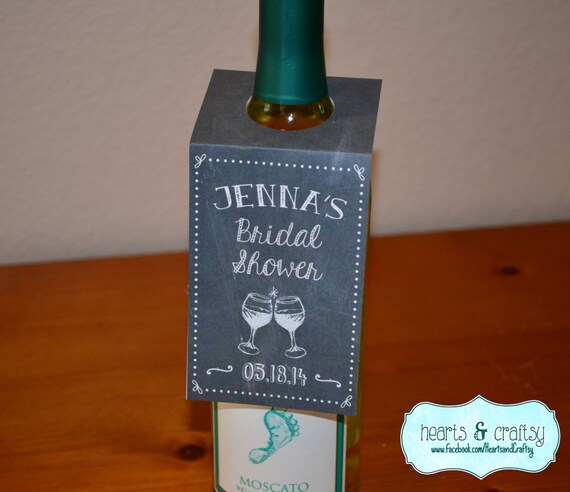 JENNA'S
Bridal
Shower
05.18.14
MOSCATO
hearts & craftsy
www.facebook.com/HeartsandCraftsy